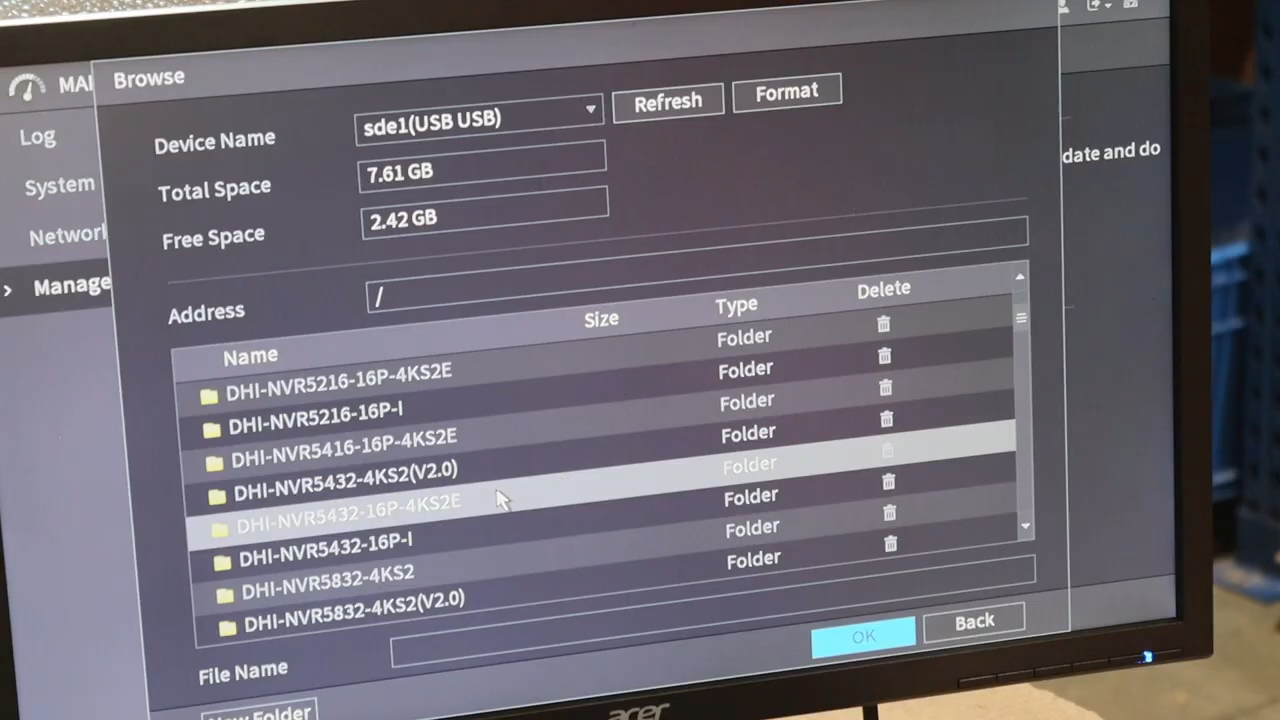 MAI
Browse
Log
System
Network
Manage
Device Name
sde1(USB USB)
Refresh
Format
Total Space
7.61 GB
Free Space
2.42 GB
date and do
Address
/
Name
Size
Type
Delete
DHI-NVR5216-16P-4KS2E
Folder
DHI-NVR5216-16P-I
Folder
DHI-NVR5416-16P-4KS2E
Folder
DHI-NVR5432-4KS2(V2.0)
Folder
DHI-NVR5432-16P-4KS2E
Folder
DHI-NVR5432-16P-I
Folder
DHI-NVR5832-4KS2
Folder
DHI-NVR5832-4KS2(V2.0)
Folder
File Name
OK
Back
New Folder
acer